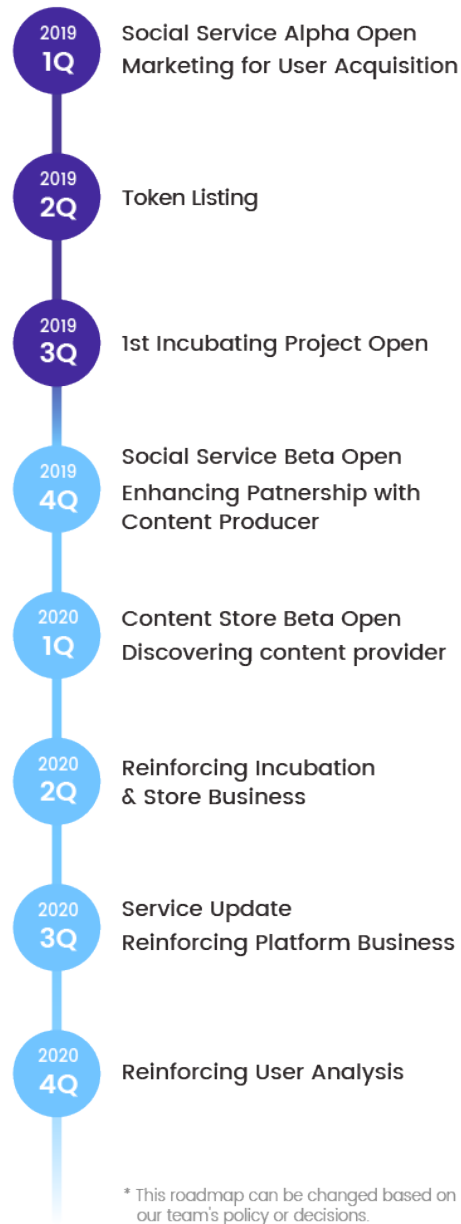 2019
1Q
Social Service Alpha Open
Marketing for User Acquisition
2019
2Q
Token Listing
2019
3Q
1st Incubating Project Open
2019
4Q
Social Service Beta Open
Enhancing Patnership with
Content Producer
2020
1Q
Content Store Beta Open
Discovering content provider
2020
2Q
Reinforcing Incubation
& Store Business
2020
3Q
Service Update
Reinforcing Platform Business
2020
4Q
Reinforcing User Analysis
* This roadmap can be changed based on
our team's policy or decisions.